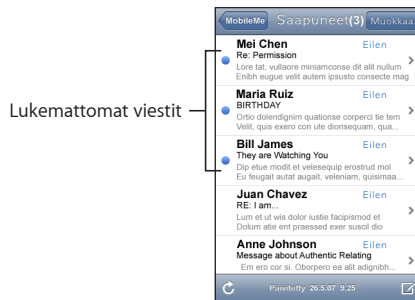 MobileMe Saapuneet(3) Muokkaa
Lukemattomat viestit
Mei Chen Eilen
Re: Permission
Lore tat, vullaore miniamconse dit alit nullum
Enibh eugue velit autem ipsusto consecte mag
Maria Ruiz Eilen
BIRTHDAY
Ortio dolendignim quationse corperci tie tem
Velit, quis exero con ute dionsequam, qua...
Bill James Eilen
They are Watching You
Dip etue modit et velesequip erostrud mol
Eu feugait autat augait, veleniam, quisimaa...
Juan Chavez Eilen
RE: I am...
Lum et ut wis dolor iustie facipismod et
Dolum atie ent praessed exer suscil dio
Anne Johnson Eilen
Message about Authentic Relating
Em ero cor si. Oborpero ea alit adignibh...
Päivitetty 26.5.07 9.25